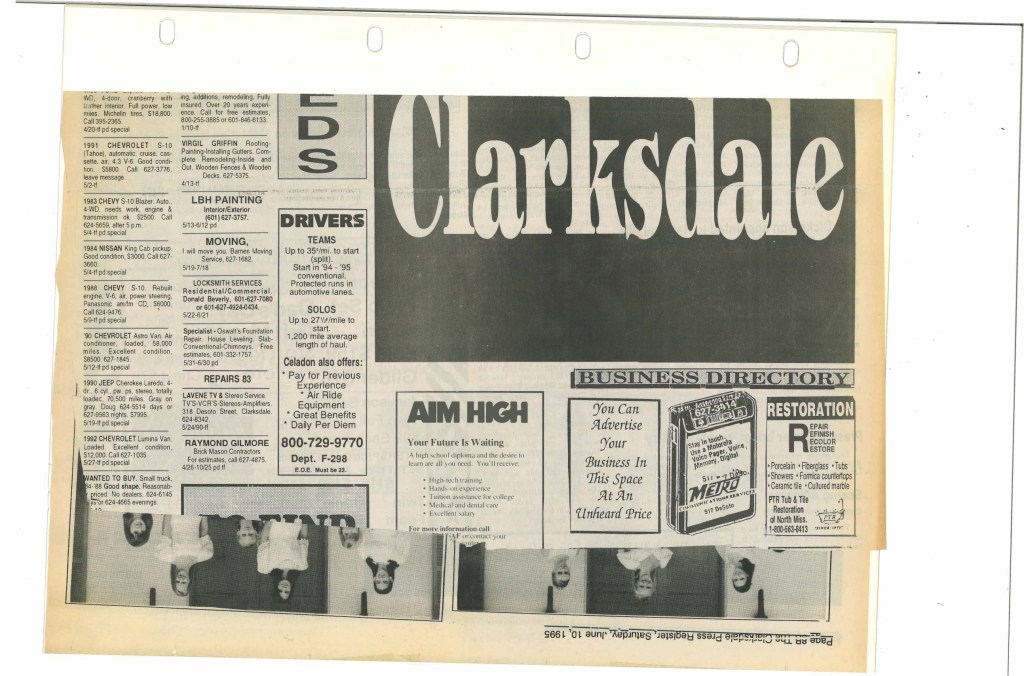 WD, 4-door, cranberry with
leather interior. Full power, low
miles. Michelin tires, $18,800.
Call 395-2365.
4/20-tf pd special
1991 CHEVROLET S-10
(Tahoe), automatic, cruise, cas-
sette, air, 4.3 V-6. Good condi-
tion, $5800. Call 627-3776,
leave message.
5/2-tf
1983 CHEVY S-10 Blazer. Auto.,
4-WD, needs work, engine &
transmission ok. $2500. Call
624-5659, after 5 p.m.
5/4-tf pd special
1984 NISSAN King Cab pickup.
Good condition, $3000. Call 627-
3660.
5/4-tf pd special
1988 CHEVY S-10. Rebuilt
engine, V-6, air, power steering,
Panasonic am/fm CD, $6000.
Call 624-9476.
5/9-tf pd special
'90 CHEVROLET Astro Van. Air
conditioner, loaded, 58,000
miles. Excellent condition,
$8500. 627-1845.
5/12-tf pd special
1990 JEEP Cherokee Laredo, 4-
dr., 6 cyl., pw, ps, stereo, totally
loaded, 70,500 miles. Gray on
gray. Doug 624-5514 days or
627-9563 nights. $7995.
5/19-tf pd special
1992 CHEVROLET Lumina Van.
Loaded. Excellent condition,
$12,000. Call 627-1035.
5/27-tf pd special
WANTED TO BUY. Small truck,
84-'88. Good shape. Reasonab-
priced. No dealers. 624-6145
or 624-4665 evenings.
ing, additions, remodeling. Fully
insured. Over 20 years experi-
ence. Call for free estimates,
800-255-3885 or 601-846-6133.
1/10-tf
VIRGIL GRIFFIN Roofing-
Painting-Installing Gutters. Com-
plete Remodeling-Inside and
Out. Wooden Fences & Wooden
Decks. 627-5375.
4/13-tf
LBH PAINTING
Interior/Exterior
(601) 627-3757.
5/13-6/12 pd
MOVING,
I will move you. Barnen Moving
Service, 627-1682.
5/19-7/18
LOCKSMITH SERVICES
Residential/Commercial.
Donald Beverly, 601-627-7080
or 601-627-4924-0434.
5/22-6/21
Specialist - Oswalt's Foundation
Repair. House Leveling. Slab-
Conventional-Chimneys. Free
estimates, 601-332-1757.
5/31-6/30 pd
REPAIRS 83
LAVENE TV & Stereo Service.
TV'S-VCR'S-Stereos-Amplifiers.
318 Desoto Street, Clarksdale.
624-8342
5/24/90-tf
RAYMOND GILMORE
Brick Mason Contractors
For estimates, call 627-4875.
4/26-10/25 pd tf
E
D
S
DRIVERS
TEAMS
Up to 35¢/mi. to start
(split).
Start in '94 - '95
conventional.
Protected runs in
automotive lanes.
SOLOS
Up to 27½¢/mile to
start.
1,200 mile average
length of haul.
Celadon also offers:
* Pay for Previous
Experience
* Air Ride
Equipment
* Great Benefits
* Daily Per Diem
800-729-9770
Dept. F-298
E.O.E. Must be 23.
Clarksdale
AIM HIGH
Your Future Is Waiting
A high school diploma and the desire to
learn are all you need. You'll receive:
• High-tech training
• Hands-on experience
• Tuition assistance for college
• Medical and dental care
• Excellent salary
For more information call
BUSINESS DIRECTORY
You Can
Advertise
Your
Business In
This Space
At An
Unheard Price
627-3414
Stay in touch.
Use a Motorola
Voice Pager, Voice,
Memory, Digital.
METRO
COMMUNICATIONS SERVICES
517 DeSoto
RESTORATION
REPAIR
REFINISH
RECOLOR
RESTORE
• Porcelain • Fiberglass • Tubs
• Showers • Formica countertops
• Ceramic tile • Cultured marble
PTR Tub & Tile
Restoration
of North Miss.
1-800-563-8413
PTR
Page 8B The Clarksdale Press Register, Saturday, June 10, 1995